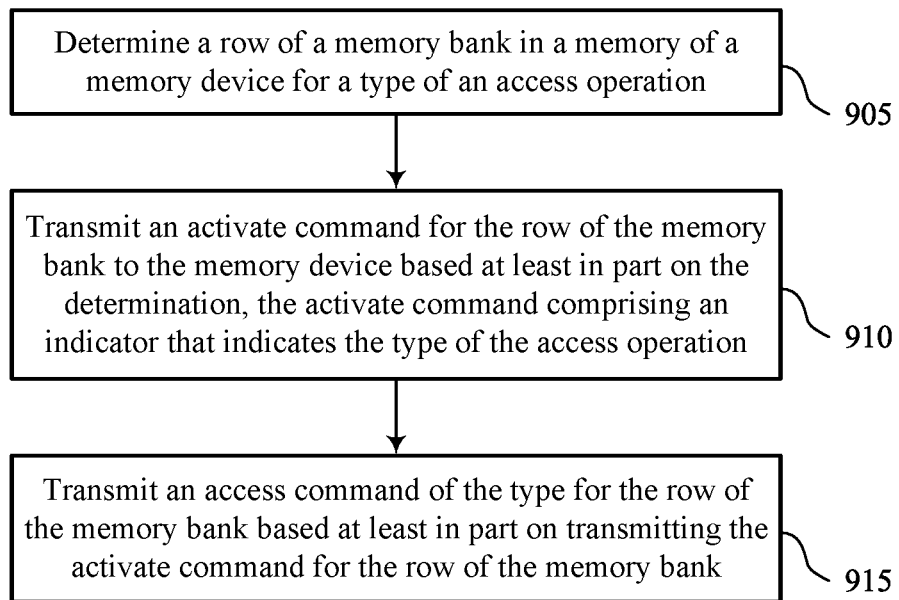 Determine a row of a memory bank in a memory of a
memory device for a type of an access operation
905
Transmit an activate command for the row of the memory
bank to the memory device based at least in part on the
determination, the activate command comprising an
indicator that indicates the type of the access operation
910
Transmit an access command of the type for the row of
the memory bank based at least in part on transmitting the
activate command for the row of the memory bank
915